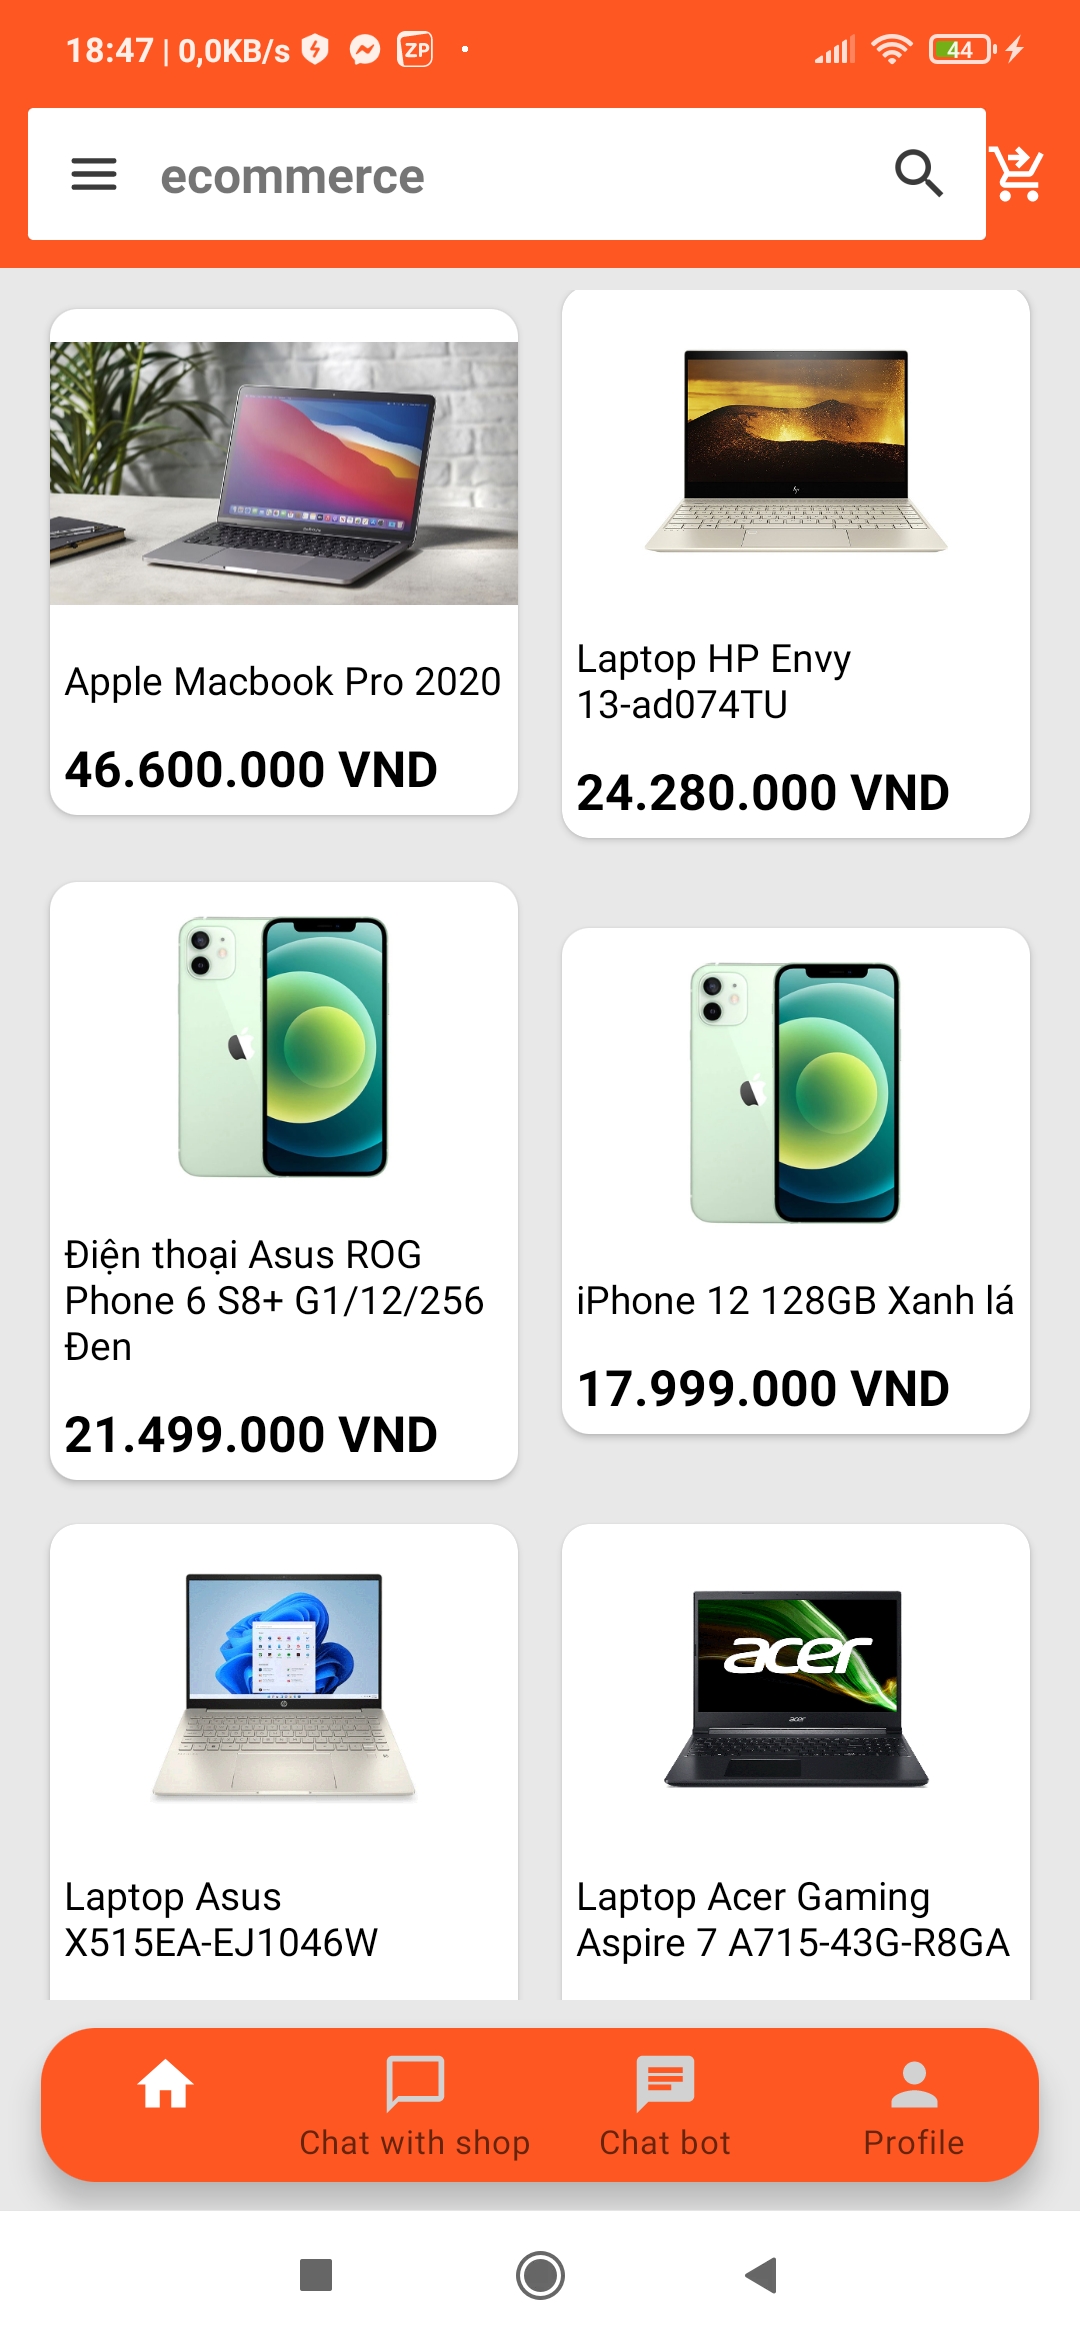 18:47 | 0,0KB/s ZP 44
ecommerce
Apple Macbook Pro 2020
46.600.000 VND
Laptop HP Envy
13-ad074TU
24.280.000 VND
Điện thoại Asus ROG
Phone 6 S8+ G1/12/256
Đen
21.499.000 VND
iPhone 12 128GB Xanh lá
17.999.000 VND
Laptop Asus
X515EA-EJ1046W
acer
acer
Laptop Acer Gaming
Aspire 7 A715-43G-R8GA
Chat with shop
Chat bot
Profile